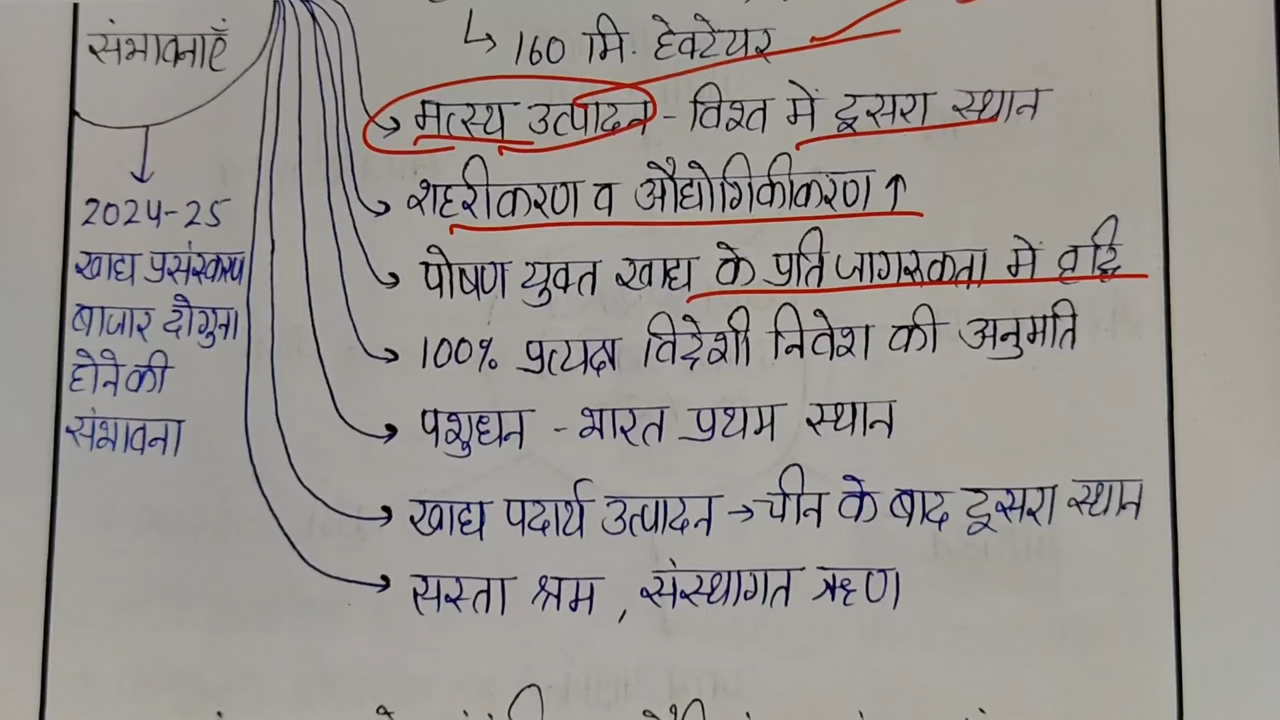 संभावनाएँ
↳ 160 मि. हेक्टेयर
→ मत्स्य उत्पादन - विश्व में दूसरा स्थान
→ शहरीकरण व औद्योगिकीकरण ↑
→ पोषण युक्त खाद्य के प्रति जागरूकता में वृद्धि
→ 100% प्रत्यक्ष विदेशी निवेश की अनुमति
→ पशुधन - भारत प्रथम स्थान
→ खाद्य पदार्थ उत्पादन → चीन के बाद दूसरा स्थान
→ सस्ता श्रम , संस्थागत ऋण
2024-25
खाद्य प्रसंस्करण
बाजार दोगुना
होने की
संभावना